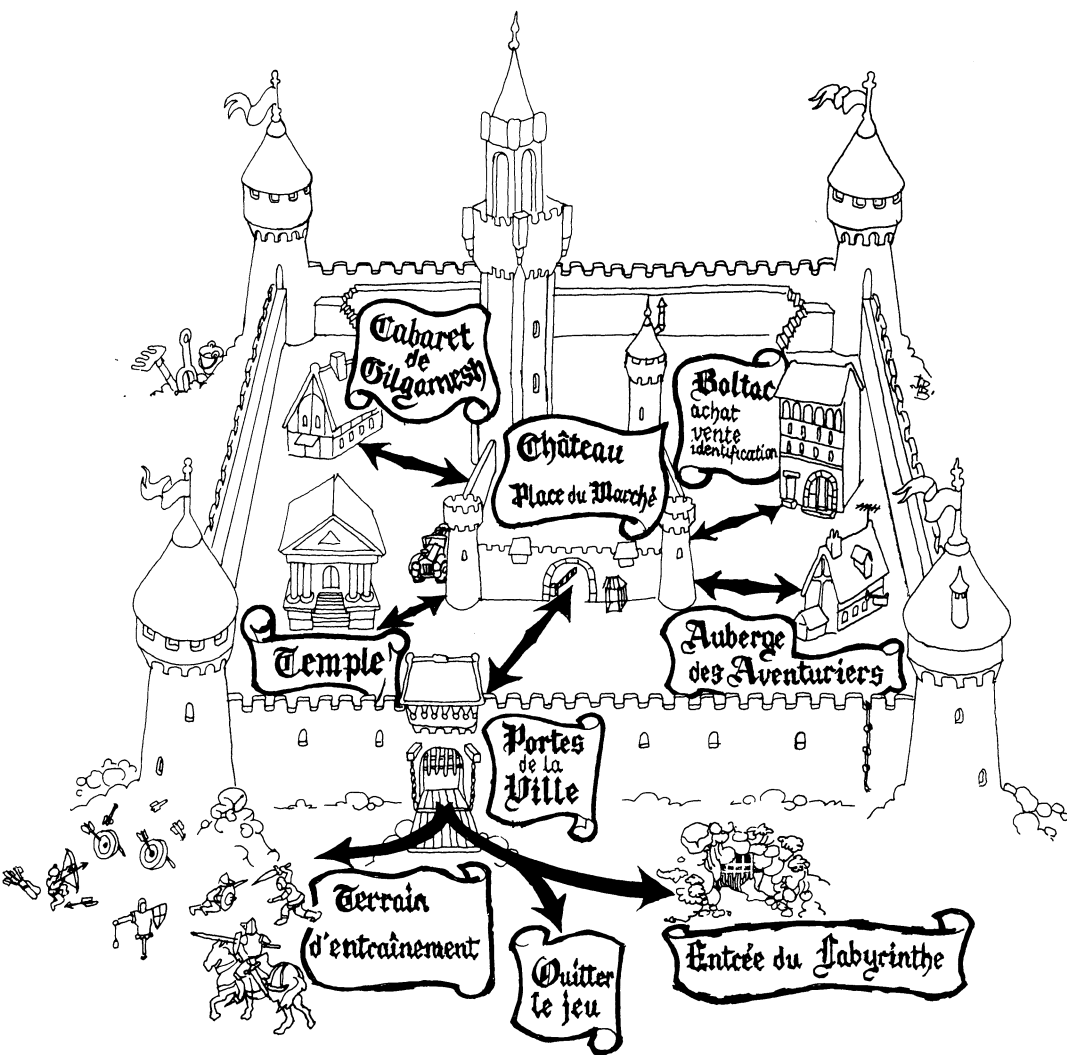 Cabaret
de
Gilgamesh
Boltac
achat
vente
identification
Château
Place du Marché
Temple
Auberge
des Aventuriers
Portes
de la
Ville
Terrain
d'entraînement
Quitter
le jeu
Entrée du Labyrinthe